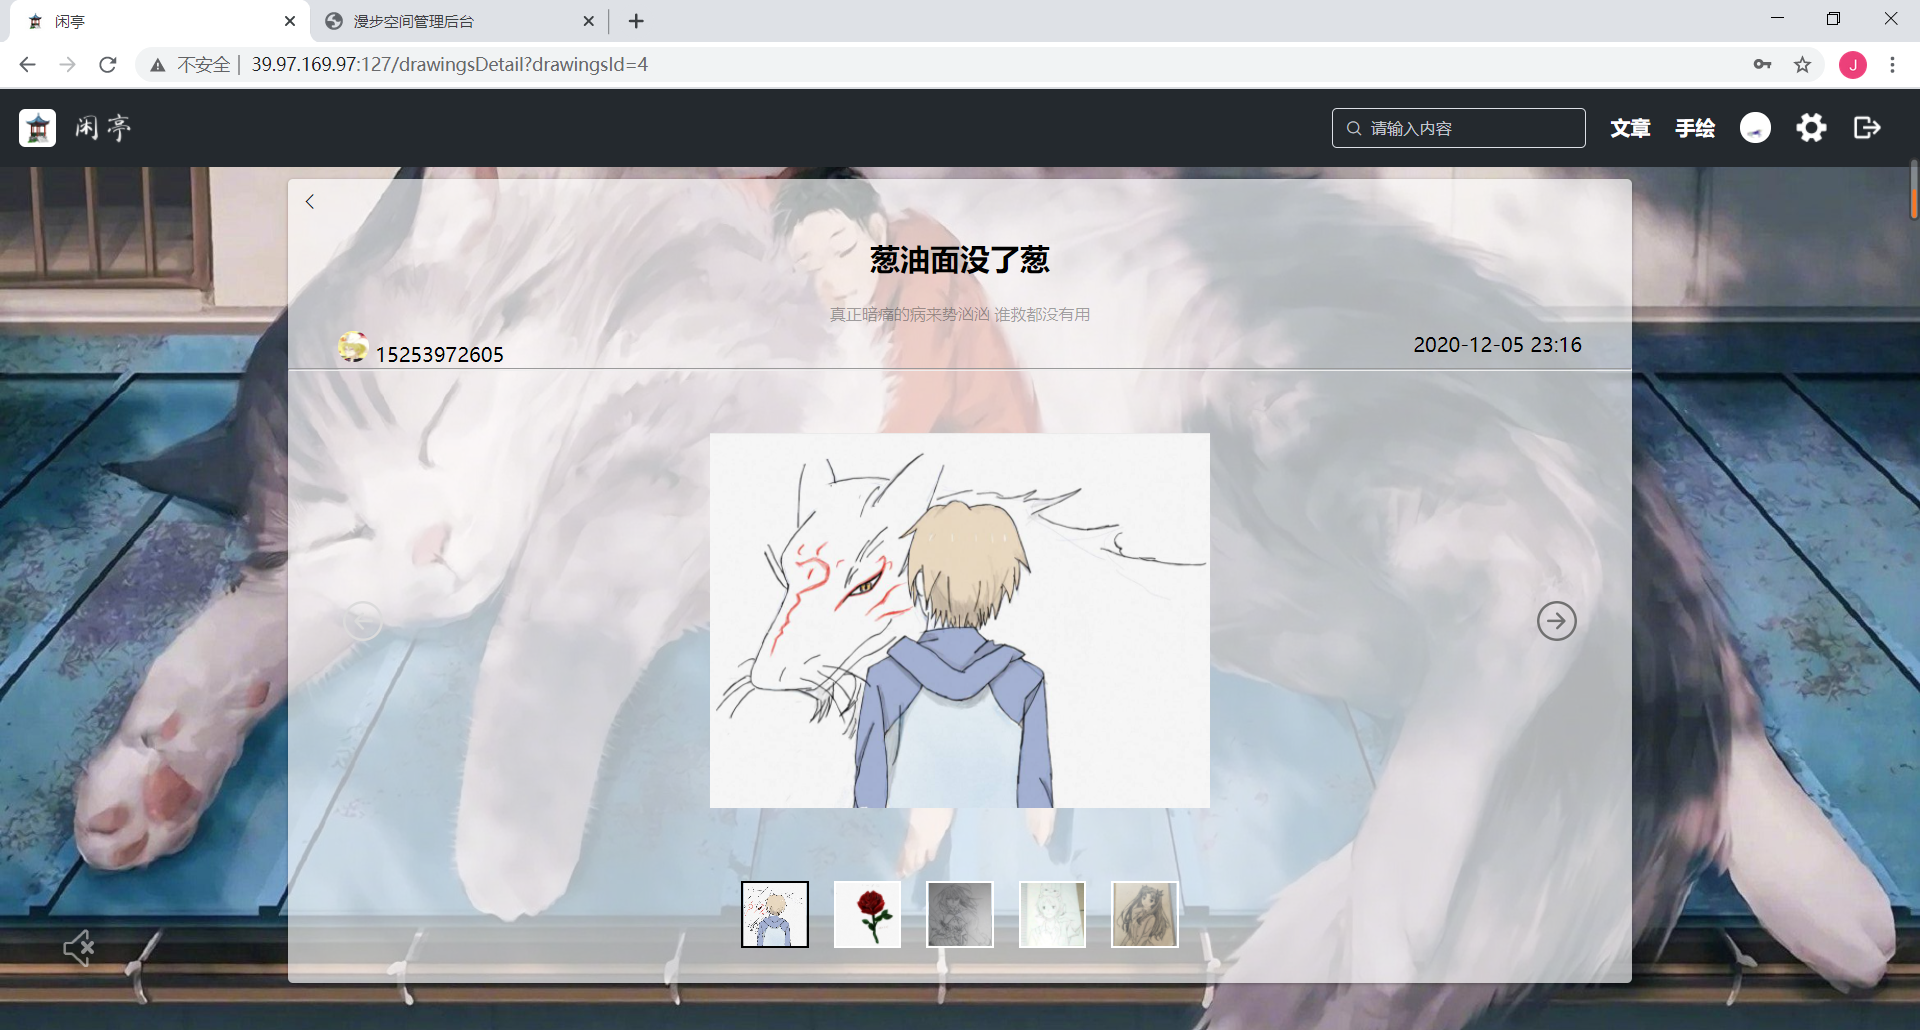 闲亭
漫步空间管理后台
不安全
39.97.169.97:127/drawingsDetail?drawingsId=4
J
闲亭
请输入内容
文章
手绘
葱油面没了葱
真正暗痛的病来势汹汹 谁救都没有用
15253972605
2020-12-05 23:16